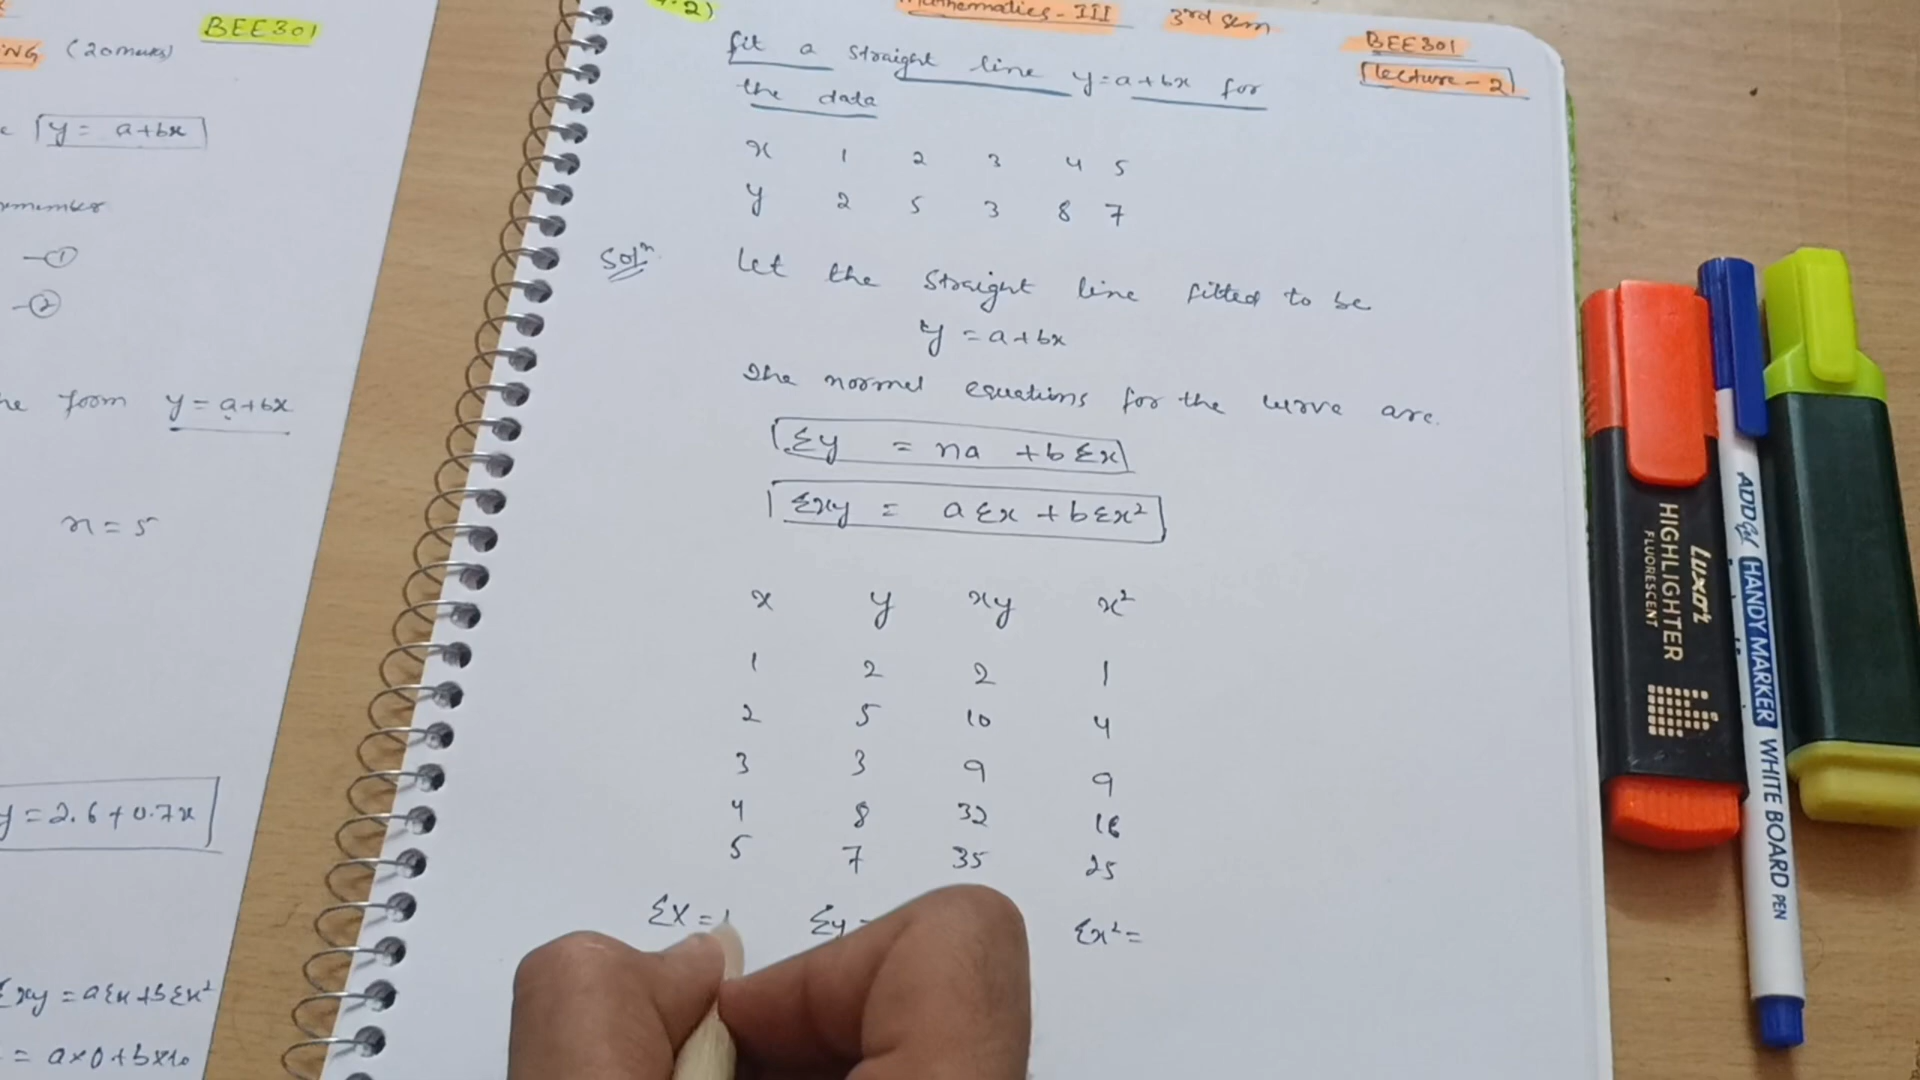 BEE301
NG (20marks)
y = a+bx
①
②
form y = a+bx
n = 5
y = 2.6 + 0.7x
Σxy = aΣx + bΣx²
= a×0 + b×10
.2)
Mathematics - III 3rd sem
BEE301
lecture - 2
fit a straight line y=a+bx for
the data
x 1 2 3 4 5
y 2 5 3 8 7
Solⁿ
Let the straight line fitted to be
y = a+bx
The normel equations for the curve are.
Σy = na + bΣx
Σxy = aΣx + bΣx²
x y xy x²
1 2 2 1
2 5 10 4
3 3 9 9
4 8 32 16
5 7 35 25
Σx = 1 Σy = Σx² =
Luxor
HIGHLIGHTER
FLUORESCENT
ADD Gel HANDY MARKER WHITE BOARD PEN